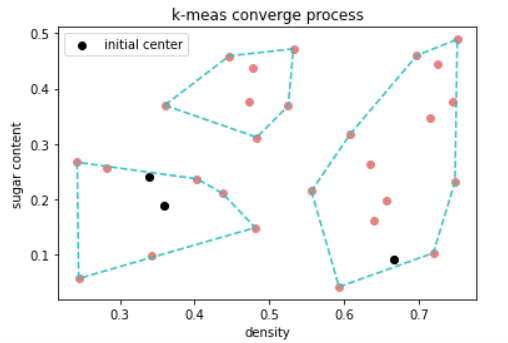 k-meas converge process
initial center
0.5
0.4
0.3
0.2
0.1
sugar content
0.3 0.4 0.5 0.6 0.7
density